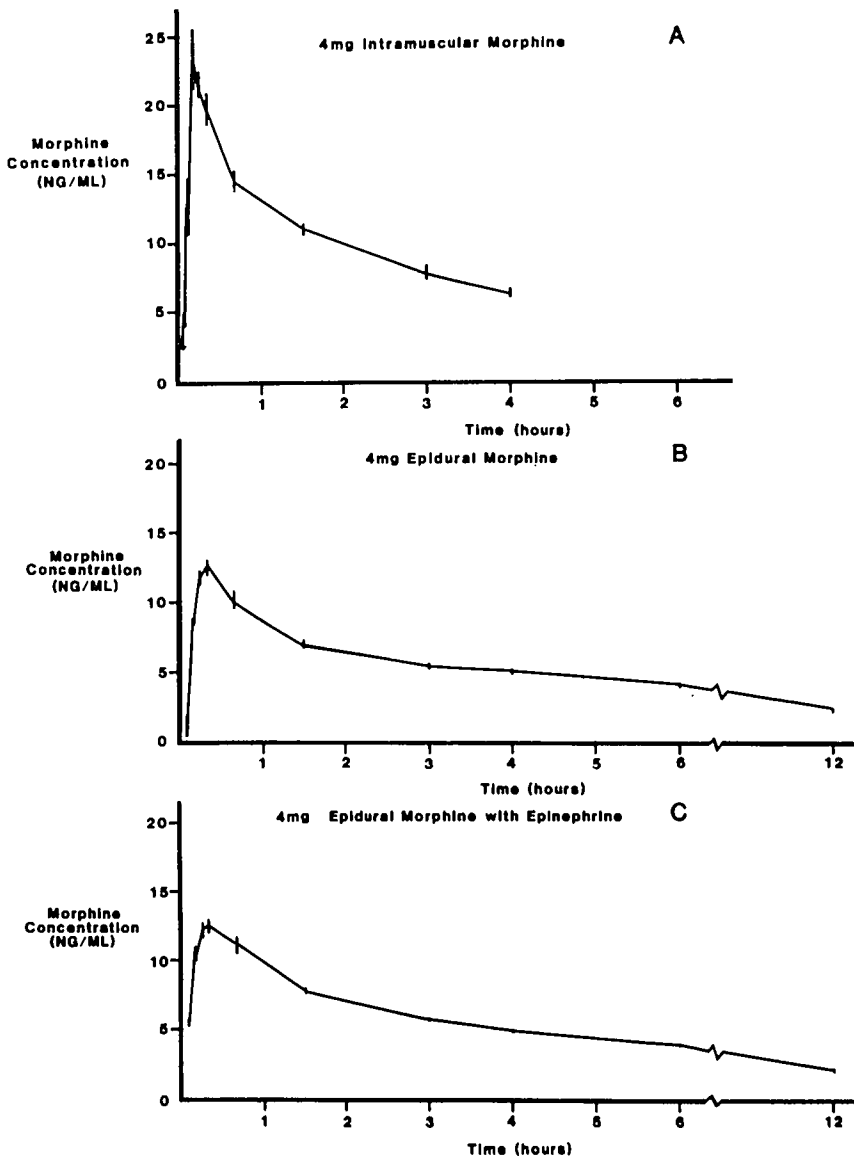 4mg Intramuscular Morphine
A
Morphine
Concentration
(NG/ML)
25
20
15
10
5
0
1 2 3 4 5 6
Time (hours)
4mg Epidural Morphine
B
Morphine
Concentration
(NG/ML)
20
15
10
5
0
1 2 3 4 5 6 12
Time (hours)
4mg Epidural Morphine with Epinephrine
C
Morphine
Concentration
(NG/ML)
20
15
10
5
0
1 2 3 4 5 6 12
Time (hours)